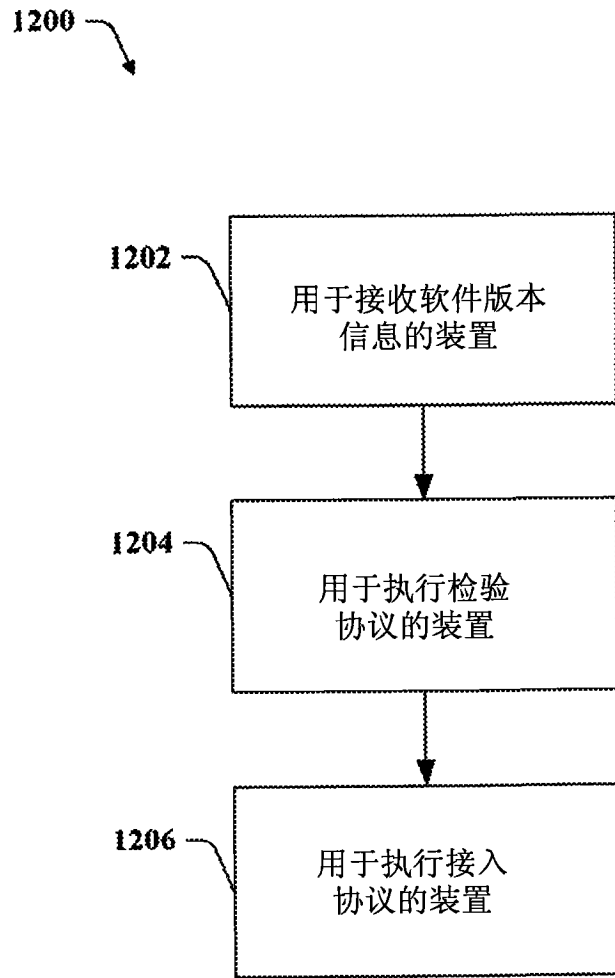 1200
1202
用于接收软件版本
信息的装置
1204
用于执行检验
协议的装置
1206
用于执行接入
协议的装置